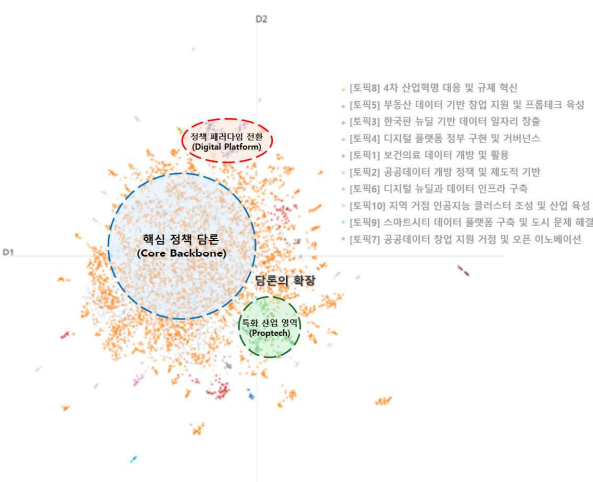 D2
정책 패러다임 전환
(Digital Platform)
[토픽8] 4차 산업혁명 대응 및 규제 혁신
[토픽5] 부동산 데이터 기반 창업 지원 및 프롭테크 육성
[토픽3] 한국판 뉴딜 기반 데이터 일자리 창출
[토픽4] 디지털 플랫폼 정부 구현 및 거버넌스
[토픽1] 보건의료 데이터 개방 및 활용
[토픽2] 공공데이터 개방 정책 및 제도적 기반
[토픽6] 디지털 뉴딜과 데이터 인프라 구축
[토픽10] 지역 거점 인공지능 클러스터 조성 및 산업 육성
[토픽9] 스마트시티 데이터 플랫폼 구축 및 도시 문제 해결
[토픽7] 공공데이터 창업 지원 거점 및 오픈 이노베이션
핵심 정책 담론
(Core Backbone)
D1
담론의 확장
특화 산업 영역
(Proptech)